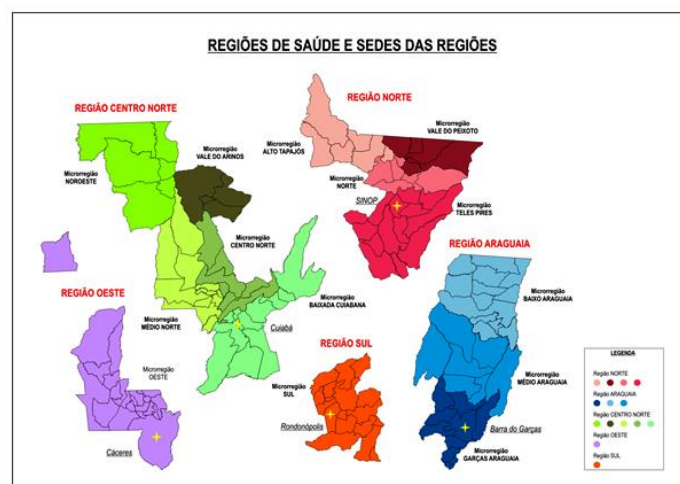 REGIÕES DE SAÚDE E SEDES DAS REGIÕES
REGIÃO CENTRO NORTE
Microrregião
NOROESTE
Microrregião
VALE DO ARINOS
Microrregião
CENTRO NORTE
Microrregião
BAIXADA CUIABANA
Microrregião
MÉDIO NORTE
Cuiabá
REGIÃO NORTE
Microrregião
ALTO TAPAJÓS
Microrregião
VALE DO PEIXOTO
Microrregião
NORTE
SINOP
Microrregião
TELES PIRES
REGIÃO OESTE
Microrregião
OESTE
Cáceres
REGIÃO SUL
Microrregião
SUL
Rondonópolis
REGIÃO ARAGUAIA
Microrregião
BAIXO ARAGUAIA
Microrregião
MÉDIO ARAGUAIA
Barra do Garças
Microrregião
GARÇAS ARAGUAIA
LEGENDA
Região NORTE
Região ARAGUAIA
Região CENTRO NORTE
Região OESTE
Região SUL